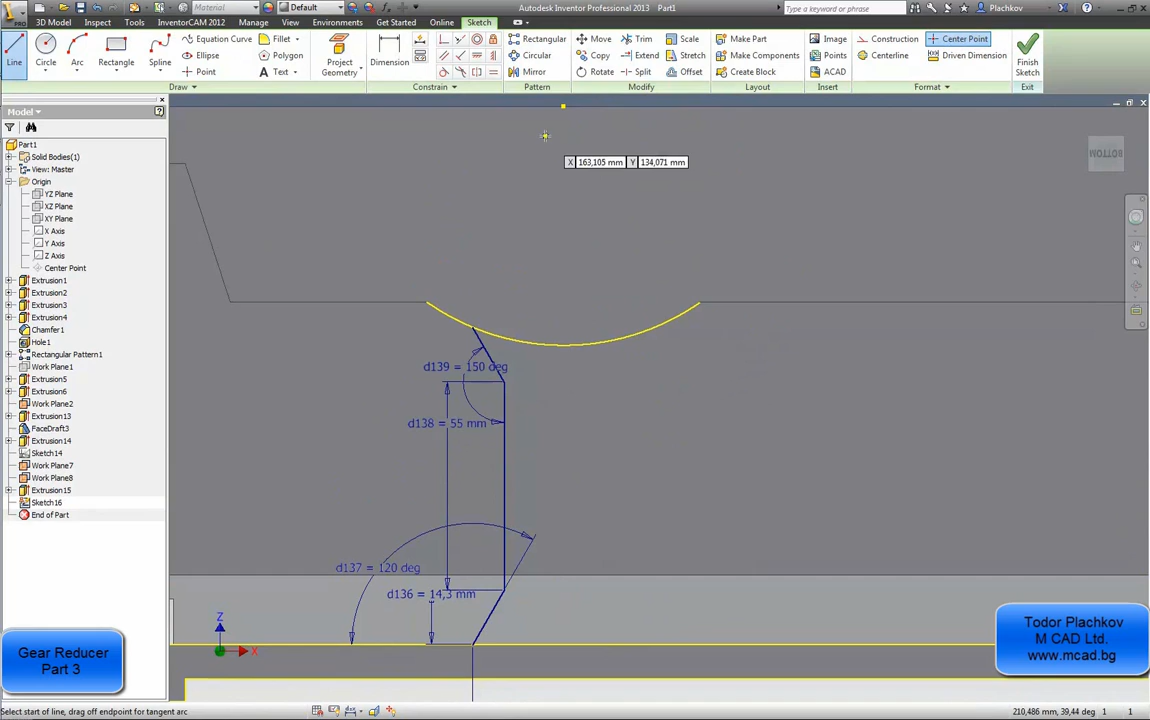 Material
Default
Autodesk Inventor Professional 2013 Part1
Type a keyword or phrase
Plachkov
PRO
3D Model Inspect Tools InventorCAM 2012 Manage View Environments Get Started Online Sketch
Line Circle Arc Rectangle Spline
Equation Curve Fillet
Ellipse Polygon
Point Text
Project Geometry
Dimension
Rectangular
Circular
Mirror
Move Trim Scale
Copy Extend Stretch
Rotate Split Offset
Make Part
Make Components
Create Block
Image
Points
ACAD
Construction Center Point
Centerline Driven Dimension
Finish Sketch
Draw Constrain Pattern Modify Layout Insert Format Exit
Model
Part1
Solid Bodies(1)
View: Master
Origin
YZ Plane
XZ Plane
XY Plane
X Axis
Y Axis
Z Axis
Center Point
Extrusion1
Extrusion2
Extrusion3
Extrusion4
Chamfer1
Hole1
Rectangular Pattern1
Work Plane1
Extrusion5
Extrusion6
Work Plane2
Extrusion13
FaceDraft3
Extrusion14
Sketch14
Work Plane7
Work Plane8
Extrusion15
Sketch16
End of Part
X 163,105 mm Y 134,071 mm
BOTTOM
d139 = 150 deg
d138 = 55 mm
d137 = 120 deg
d136 = 14,3 mm
Z
X
Gear Reducer
Part 3
Todor Plachkov
M CAD Ltd.
www.mcad.bg
Select start of line, drag off endpoint for tangent arc
210,486 mm, 39,44 deg 1 1